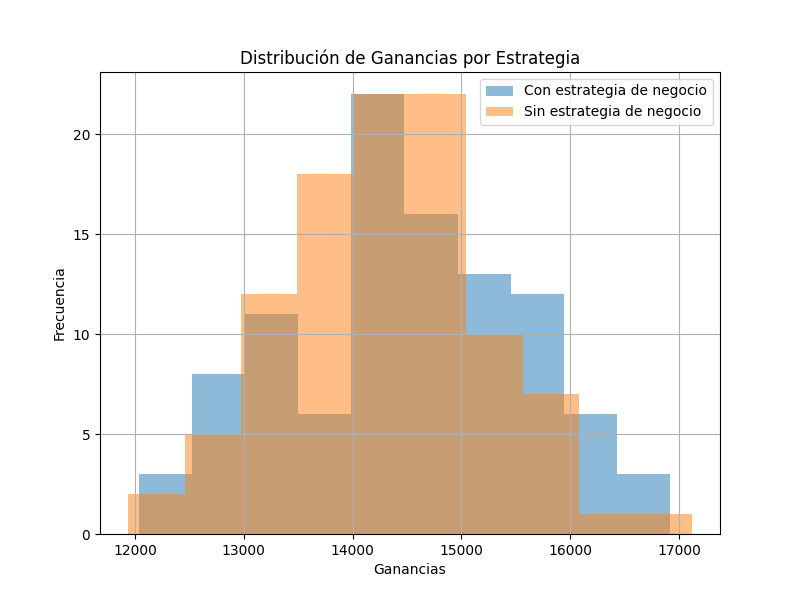 Distribución de Ganancias por Estrategia
Con estrategia de negocio
Sin estrategia de negocio
Frecuencia
20
15
10
5
0
12000 13000 14000 15000 16000 17000
Ganancias